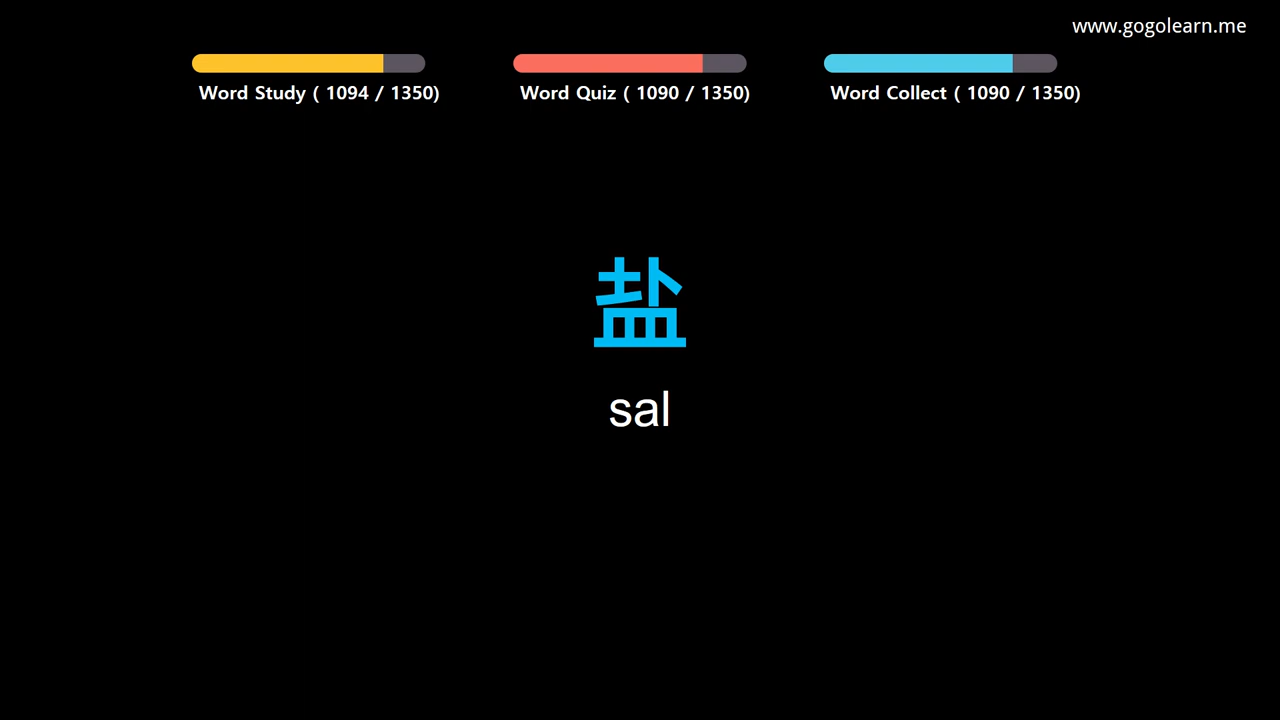 www.gogolearn.me
Word Study ( 1094 / 1350)
Word Quiz ( 1090 / 1350)
Word Collect ( 1090 / 1350)
盐
sal